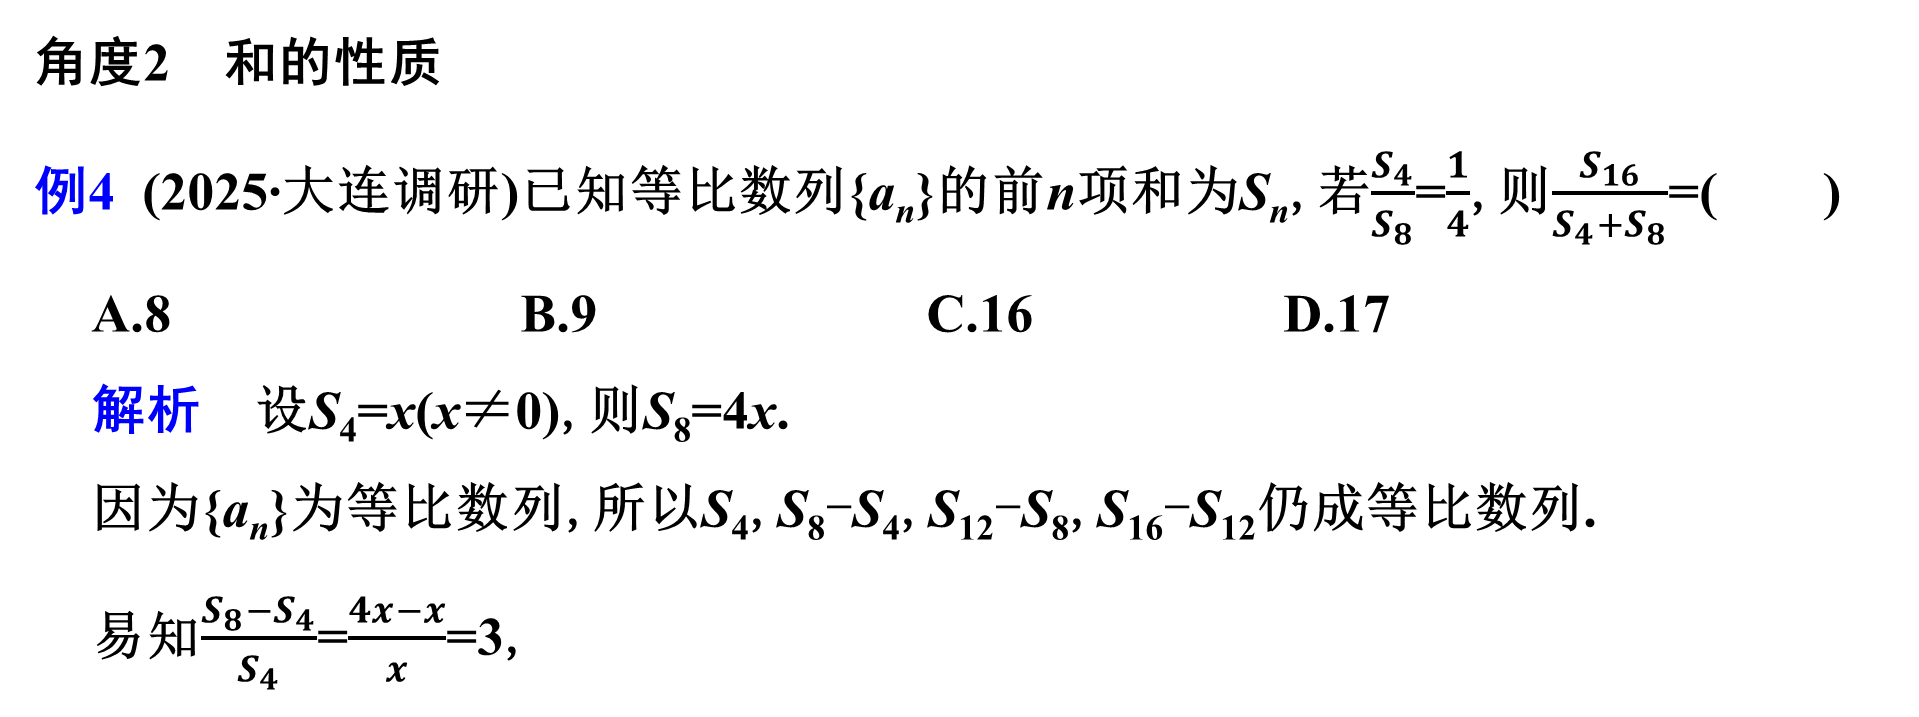 角度2 和的性质
例4 (2025·大连调研)已知等比数列{aₙ}的前n项和为Sₙ, 若S₄/S₈=1/4, 则S₁₆/(S₄+S₈)=( )
A.8 B.9 C.16 D.17
解析 设S₄=x(x≠0), 则S₈=4x.
因为{aₙ}为等比数列, 所以S₄, S₈-S₄, S₁₂-S₈, S₁₆-S₁₂仍成等比数列.
易知(S₈-S₄)/S₄=(4x-x)/x=3,